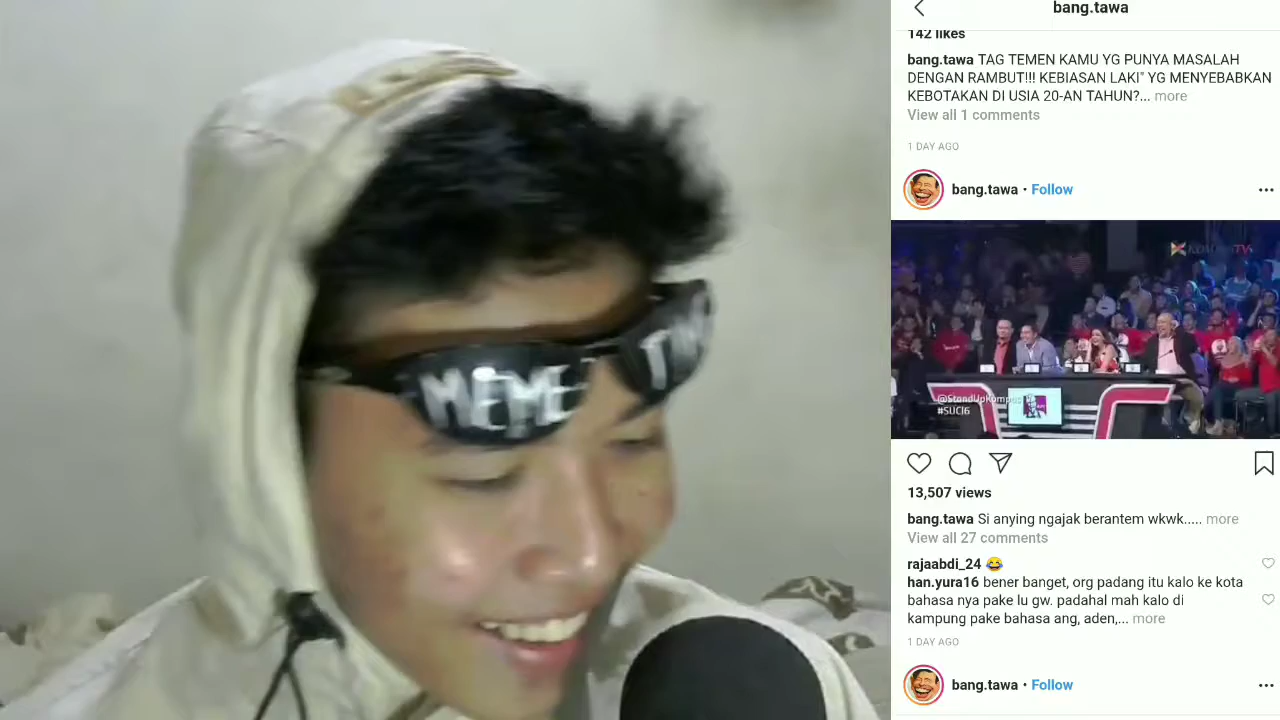 MEME
bang.tawa
142 likes
bang.tawa TAG TEMEN KAMU YG PUNYA MASALAH
DENGAN RAMBUT!!! KEBIASAN LAKI" YG MENYEBABKAN
KEBOTAKAN DI USIA 20-AN TAHUN?... more
View all 1 comments
1 DAY AGO
bang.tawa • Follow
KOMPASTV
@StandUpKompas
#SUCI6
13,507 views
bang.tawa Si anying ngajak berantem wkwk..... more
View all 27 comments
rajaabdi_24 😂
han.yura16 bener banget, org padang itu kalo ke kota
bahasa nya pake lu gw. padahal mah kalo di
kampung pake bahasa ang, aden,... more
1 DAY AGO
bang.tawa • Follow